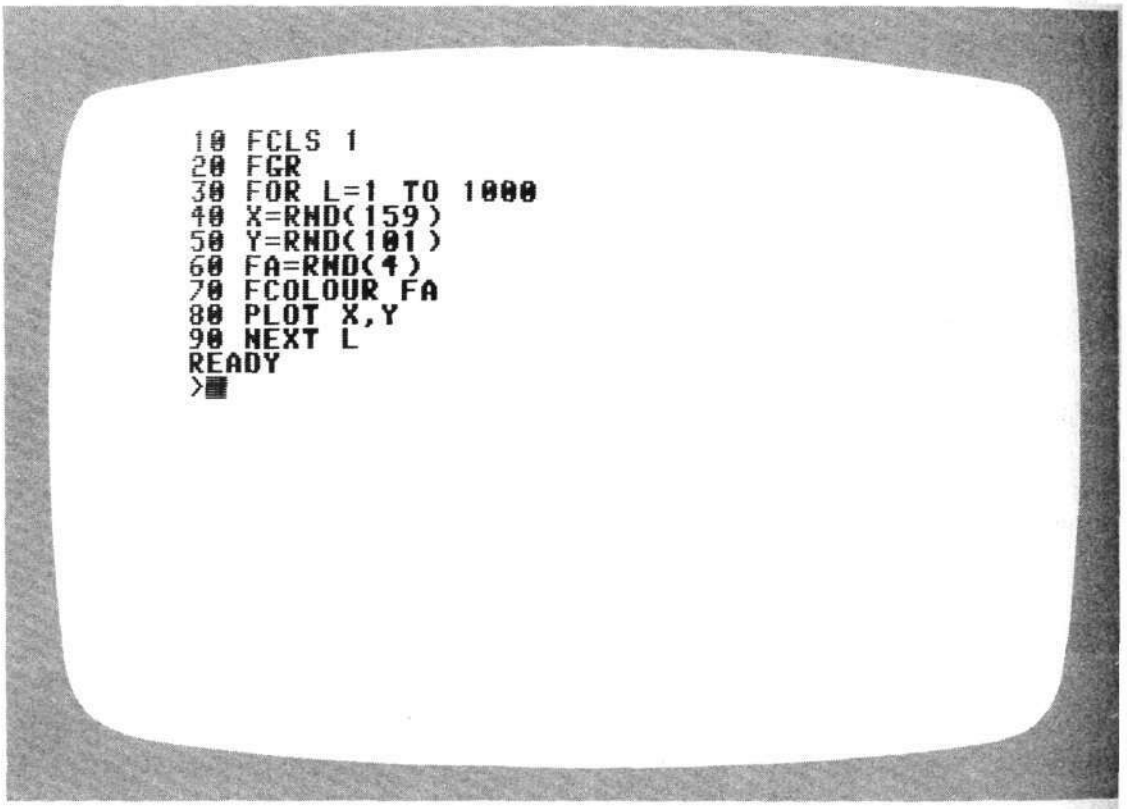 10 FCLS 1
20 FGR
30 FOR L=1 TO 1000
40 X=RND(159)
50 Y=RND(101)
60 FA=RND(4)
70 FCOLOUR FA
80 PLOT X,Y
90 NEXT L
READY
>